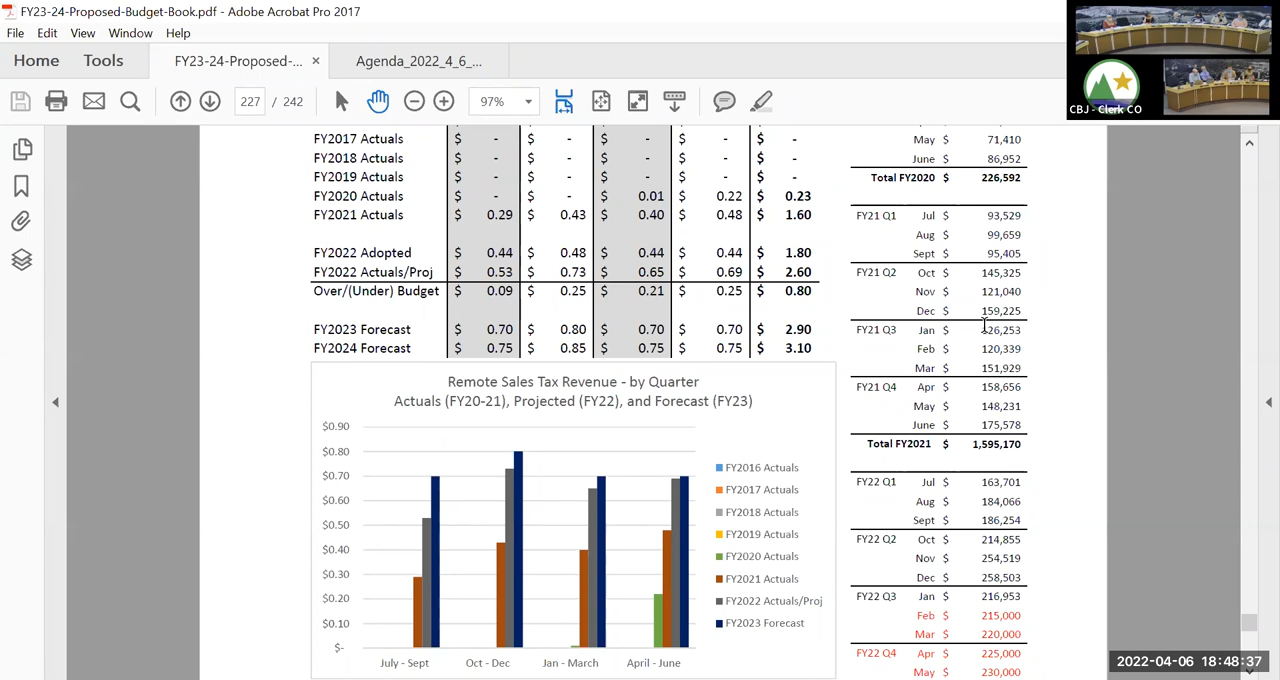 FY23-24-Proposed-Budget-Book.pdf - Adobe Acrobat Pro 2017
File Edit View Window Help
Home Tools FY23-24-Proposed-... × Agenda_2022_4_6_...
227 / 242 97%
CBJ - Clerk CO
FY2017 Actuals $ - $ - $ - $ - $ -
FY2018 Actuals $ - $ - $ - $ - $ -
FY2019 Actuals $ - $ - $ - $ - $ -
FY2020 Actuals $ - $ - $ 0.01 $ 0.22 $ 0.23
FY2021 Actuals $ 0.29 $ 0.43 $ 0.40 $ 0.48 $ 1.60
FY2022 Adopted $ 0.44 $ 0.48 $ 0.44 $ 0.44 $ 1.80
FY2022 Actuals/Proj $ 0.53 $ 0.73 $ 0.65 $ 0.69 $ 2.60
Over/(Under) Budget $ 0.09 $ 0.25 $ 0.21 $ 0.25 $ 0.80
FY2023 Forecast $ 0.70 $ 0.80 $ 0.70 $ 0.70 $ 2.90
FY2024 Forecast $ 0.75 $ 0.85 $ 0.75 $ 0.75 $ 3.10
Remote Sales Tax Revenue - by Quarter
Actuals (FY20-21), Projected (FY22), and Forecast (FY23)
$0.90
$0.80
$0.70
$0.60
$0.50
$0.40
$0.30
$0.20
$0.10
$-
July - Sept Oct - Dec Jan - March April - June
FY2016 Actuals
FY2017 Actuals
FY2018 Actuals
FY2019 Actuals
FY2020 Actuals
FY2021 Actuals
FY2022 Actuals/Proj
FY2023 Forecast
May $ 71,410
June $ 86,952
Total FY2020 $ 226,592
FY21 Q1 Jul $ 93,529
Aug $ 99,659
Sept $ 95,405
FY21 Q2 Oct $ 145,325
Nov $ 121,040
Dec $ 159,225
FY21 Q3 Jan $ 26,253
Feb $ 120,339
Mar $ 151,929
FY21 Q4 Apr $ 158,656
May $ 148,231
June $ 175,578
Total FY2021 $ 1,595,170
FY22 Q1 Jul $ 163,701
Aug $ 184,066
Sept $ 186,254
FY22 Q2 Oct $ 214,855
Nov $ 254,519
Dec $ 258,503
FY22 Q3 Jan $ 216,953
Feb $ 215,000
Mar $ 220,000
FY22 Q4 Apr $ 225,000
May $ 230,000
2022-04-06 18:48:37